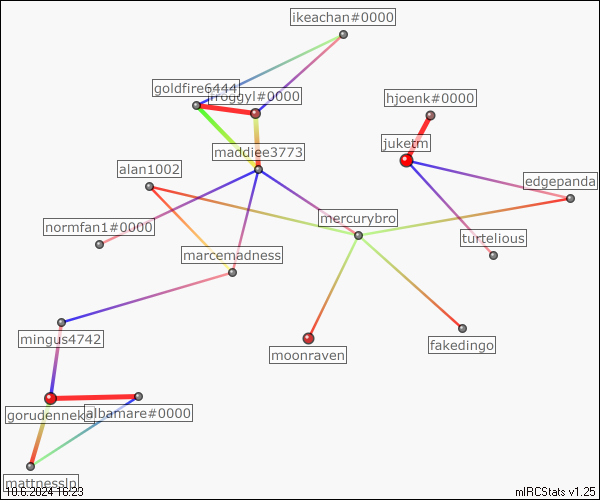 ikeachan#0000
goldfire6444
froggyl#0000
hjoenk#0000
juketm
maddiee3773
alan1002
edgepanda
mercurybro
normfan1#0000
turtelious
marcemadness
mingus4742
moonraven
fakedingo
albamare#0000
mattnesslp
10.6.2024 16:23
mIRCStats v1.25